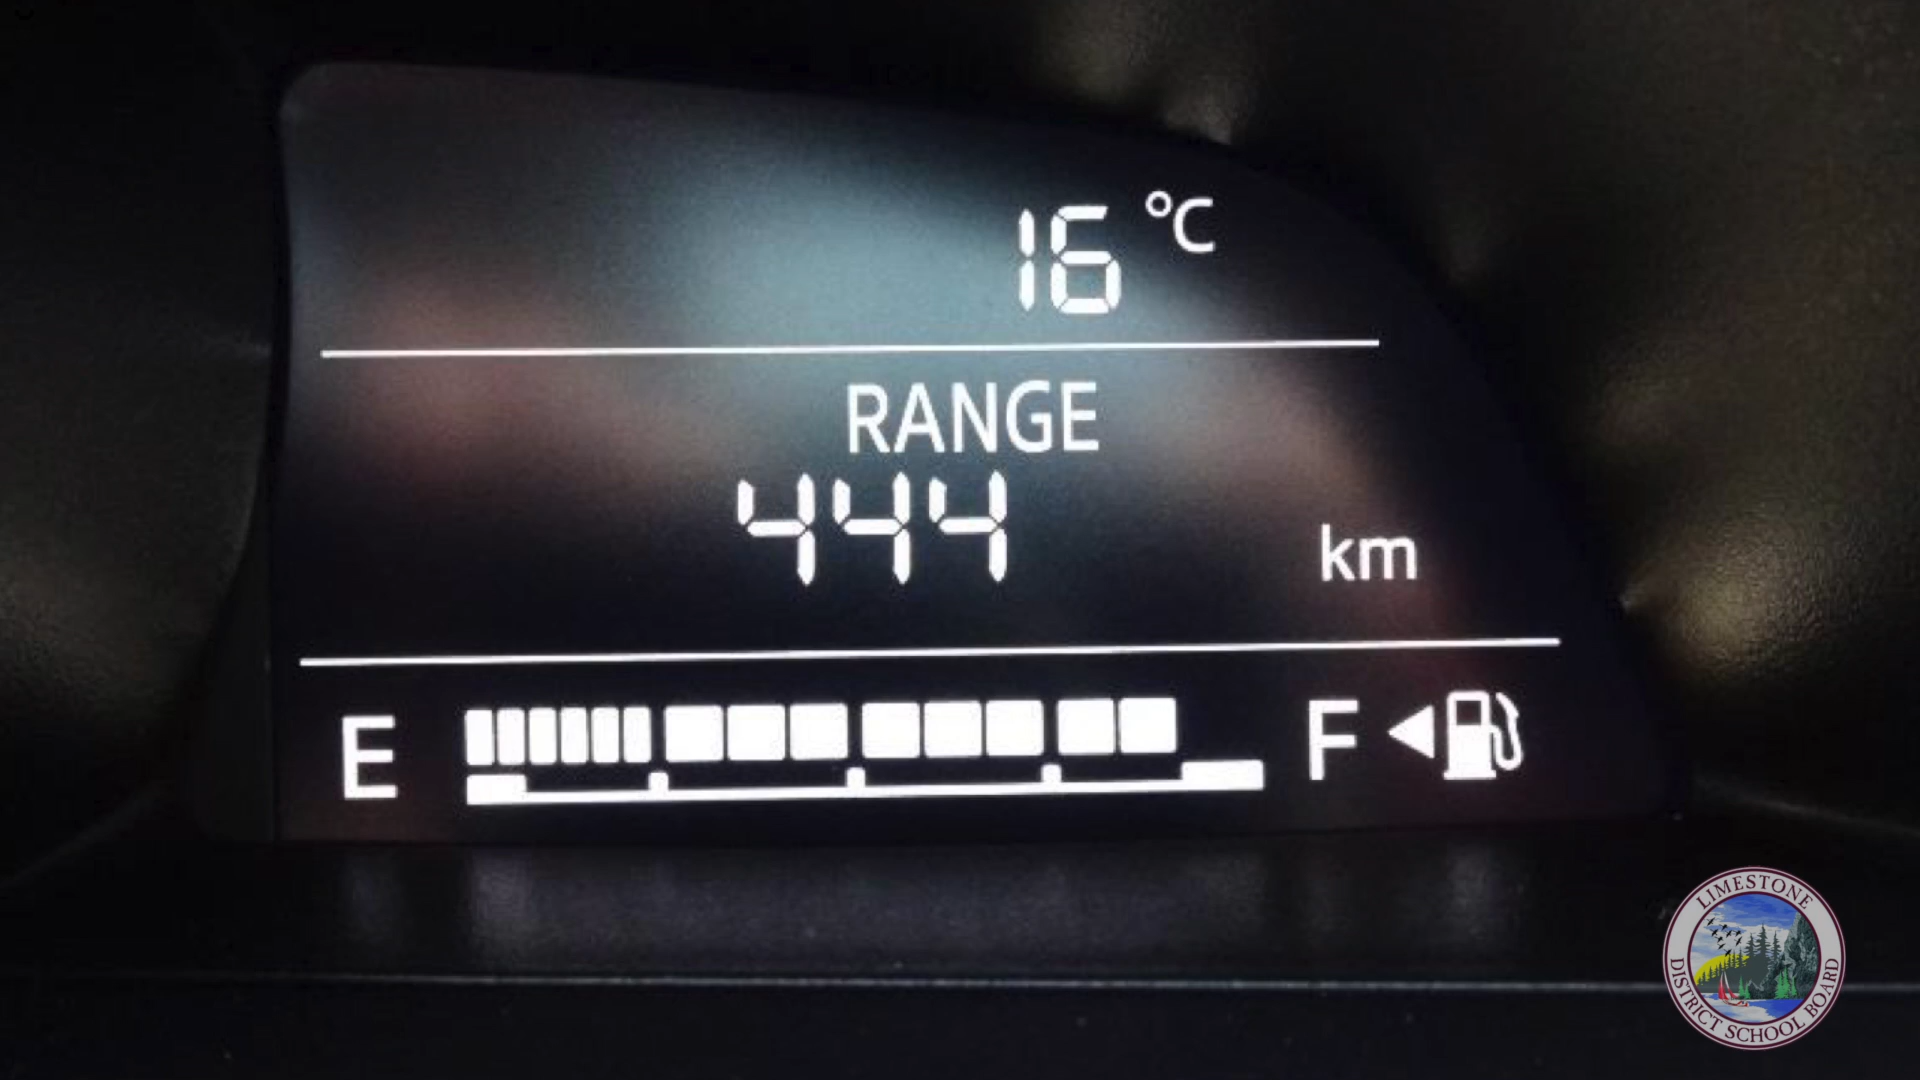 16 °C
RANGE
444 km
E F
LIMESTONE
DISTRICT SCHOOL BOARD